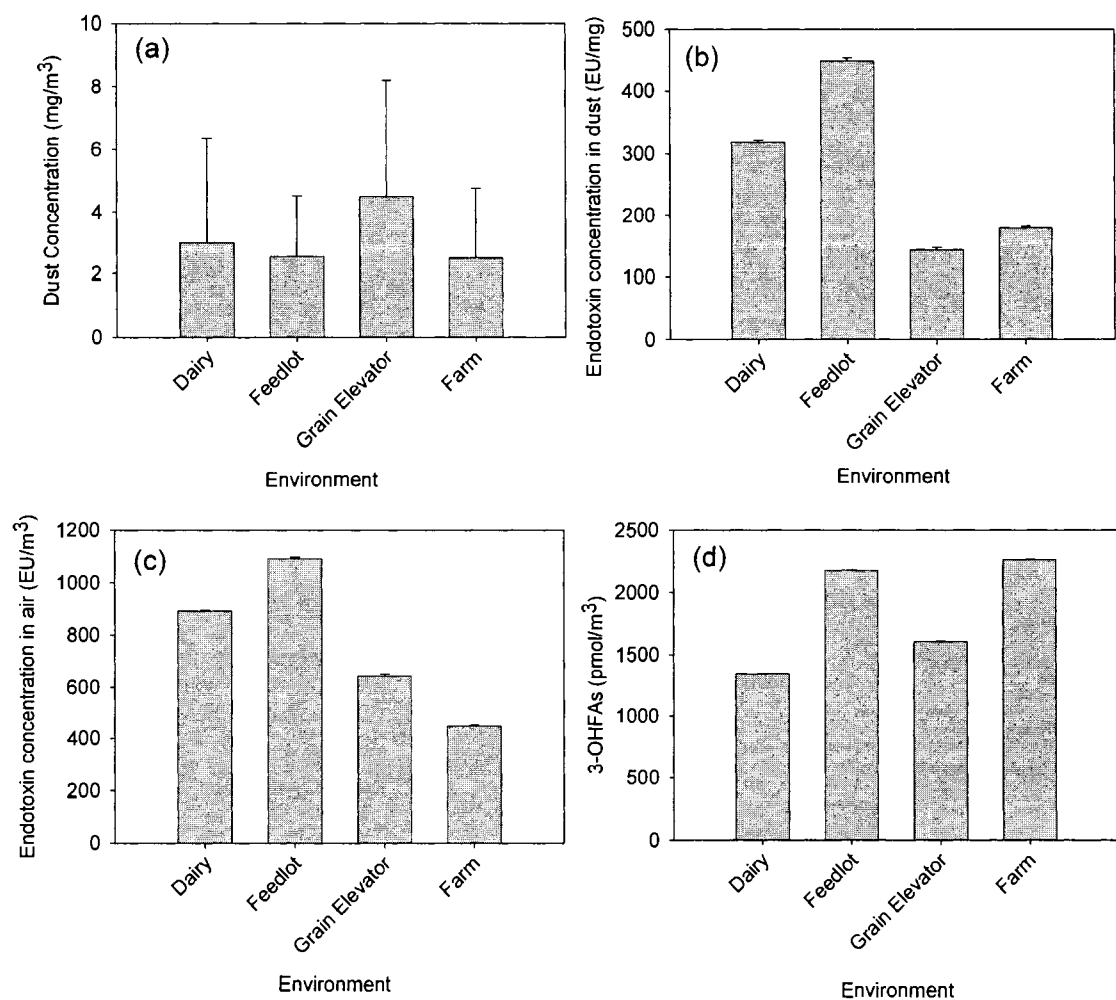 (a)
Dust Concentration (mg/m³)
10
8
6
4
2
0
Dairy
Feedlot
Grain Elevator
Farm
Environment
(b)
Endotoxin concentration in dust (EU/mg)
500
400
300
200
100
0
Dairy
Feedlot
Grain Elevator
Farm
Environment
(c)
Endotoxin concentration in air (EU/m³)
1200
1000
800
600
400
200
0
Dairy
Feedlot
Grain Elevator
Farm
Environment
(d)
3-OHFAs (pmol/m³)
2500
2000
1500
1000
500
0
Dairy
Feedlot
Grain Elevator
Farm
Environment